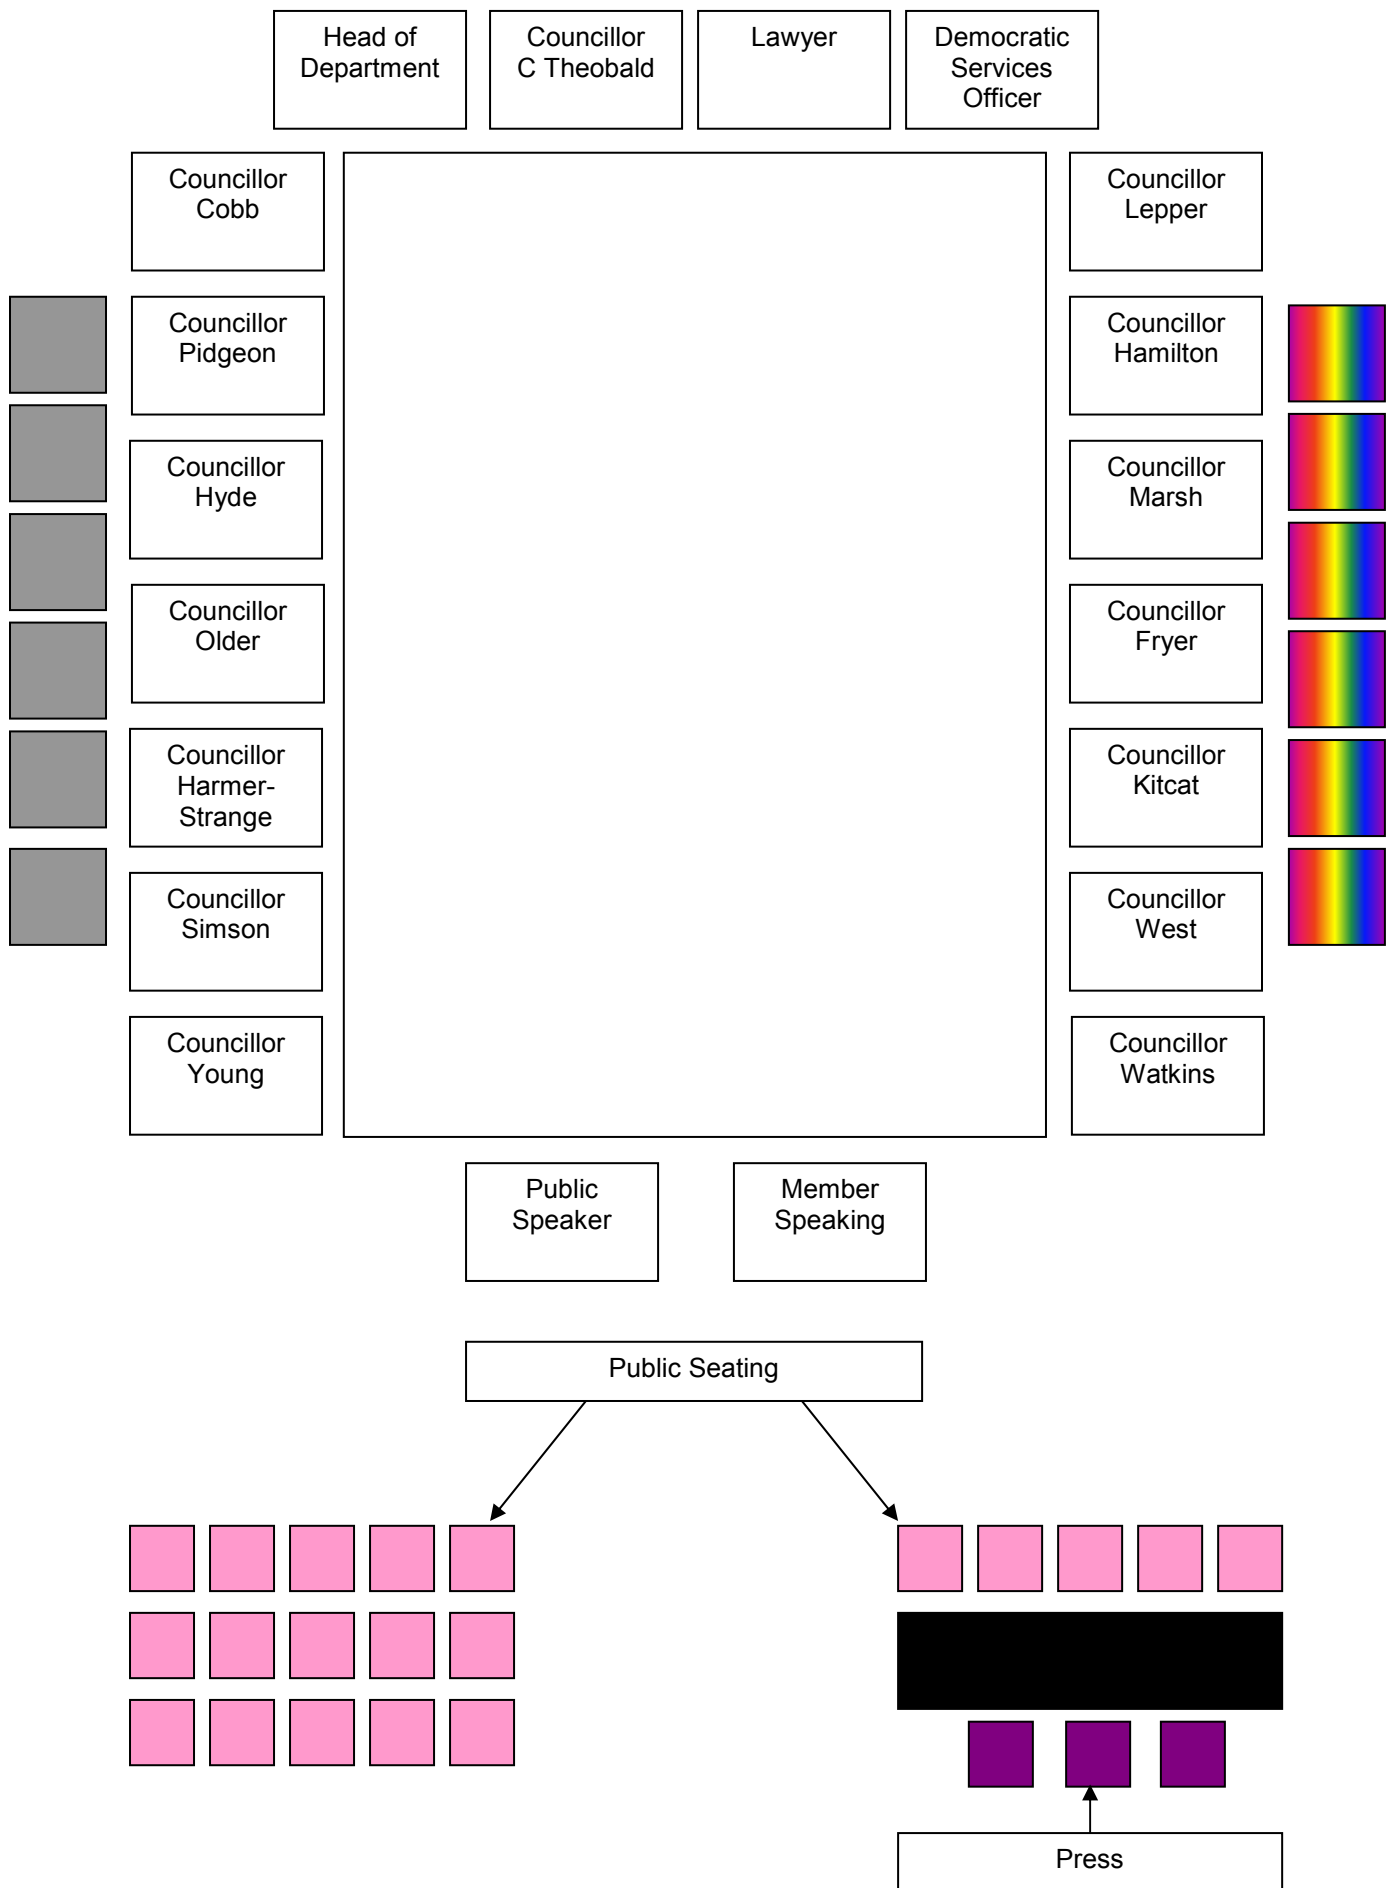 Head of
Department
Councillor
C Theobald
Lawyer
Democratic
Services
Officer
Councillor
Cobb
Councillor
Lepper
Councillor
Pidgeon
Councillor
Hamilton
Councillor
Hyde
Councillor
Marsh
Councillor
Older
Councillor
Fryer
Councillor
Harmer-
Strange
Councillor
Kitcat
Councillor
Simson
Councillor
West
Councillor
Young
Councillor
Watkins
Public
Speaker
Member
Speaking
Public Seating
Press